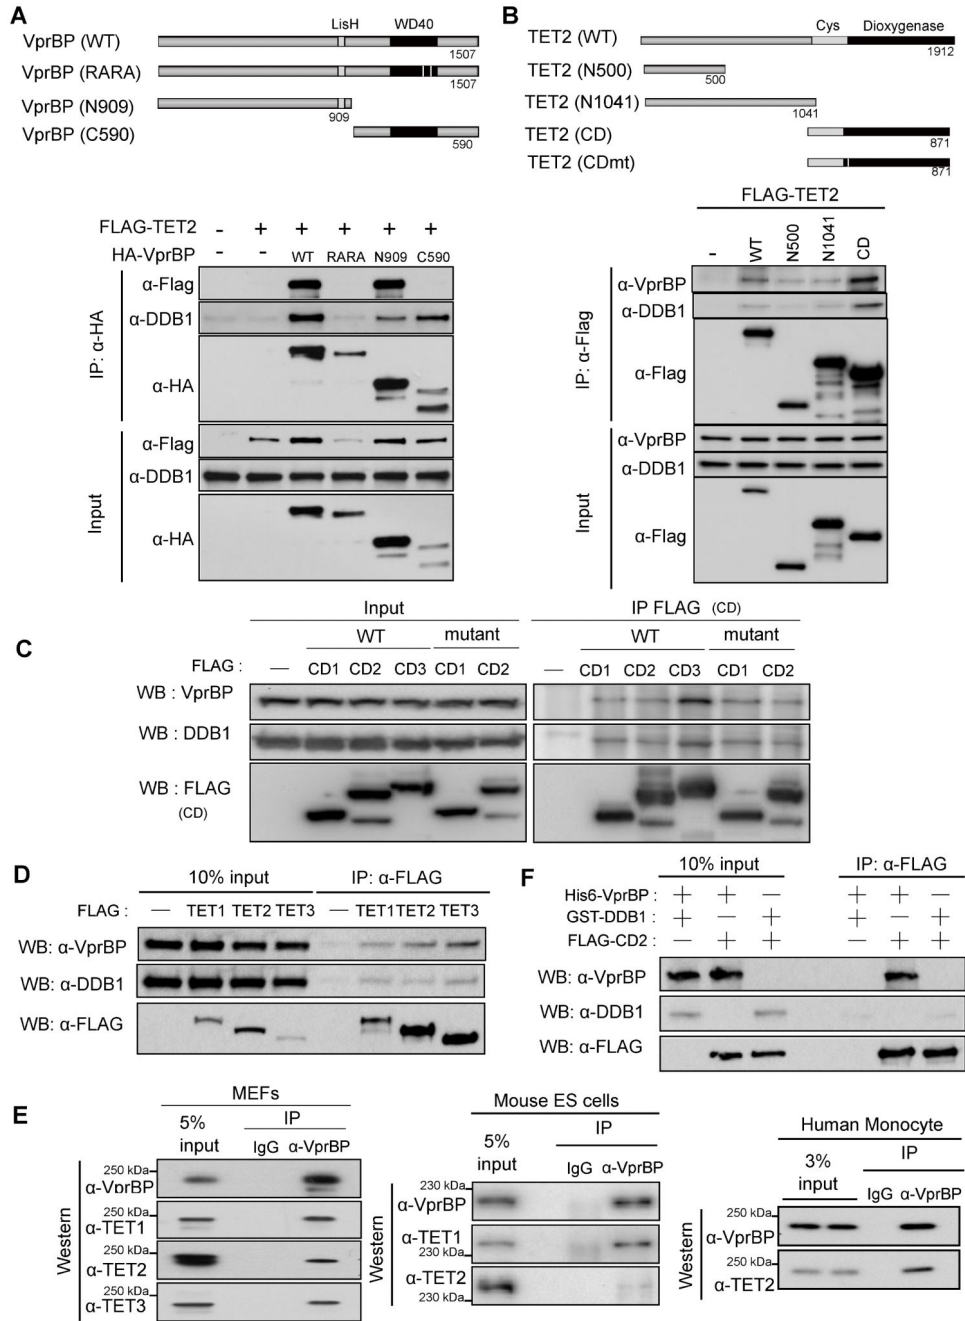 A
LisH WD40
VprBP (WT)
1507
VprBP (RARA)
1507
VprBP (N909)
909
VprBP (C590)
590
FLAG-TET2 - + + + + +
HA-VprBP - - WT RARA N909 C590
IP: α-HA
α-Flag
α-DDB1
α-HA
Input
α-Flag
α-DDB1
α-HA
B
Cys Dioxygenase
TET2 (WT)
1912
TET2 (N500)
500
TET2 (N1041)
1041
TET2 (CD)
871
TET2 (CDmt)
871
FLAG-TET2
- WT N500 N1041 CD
IP: α-Flag
α-VprBP
α-DDB1
α-Flag
Input
α-VprBP
α-DDB1
α-Flag
C
Input IP FLAG (CD)
WT mutant WT mutant
FLAG : — CD1 CD2 CD3 CD1 CD2 — CD1 CD2 CD3 CD1 CD2
WB : VprBP
WB : DDB1
WB : FLAG
(CD)
D
10% input IP: α-FLAG
FLAG : — TET1 TET2 TET3 — TET1 TET2 TET3
WB: α-VprBP
WB: α-DDB1
WB: α-FLAG
F
10% input IP: α-FLAG
His6-VprBP : + + — + + —
GST-DDB1 : + — + + — +
FLAG-CD2 : — + + — + +
WB: α-VprBP
WB: α-DDB1
WB: α-FLAG
E
MEFs
5% input IP
IgG α-VprBP
Western
250 kDa
α-VprBP
250 kDa
α-TET1
250 kDa
α-TET2
250 kDa
α-TET3
Mouse ES cells
5% input IP
IgG α-VprBP
Western
230 kDa
α-VprBP
α-TET1
230 kDa
α-TET2
230 kDa
Human Monocyte
3% input IP
IgG α-VprBP
Western
250 kDa
α-VprBP
250 kDa
α-TET2